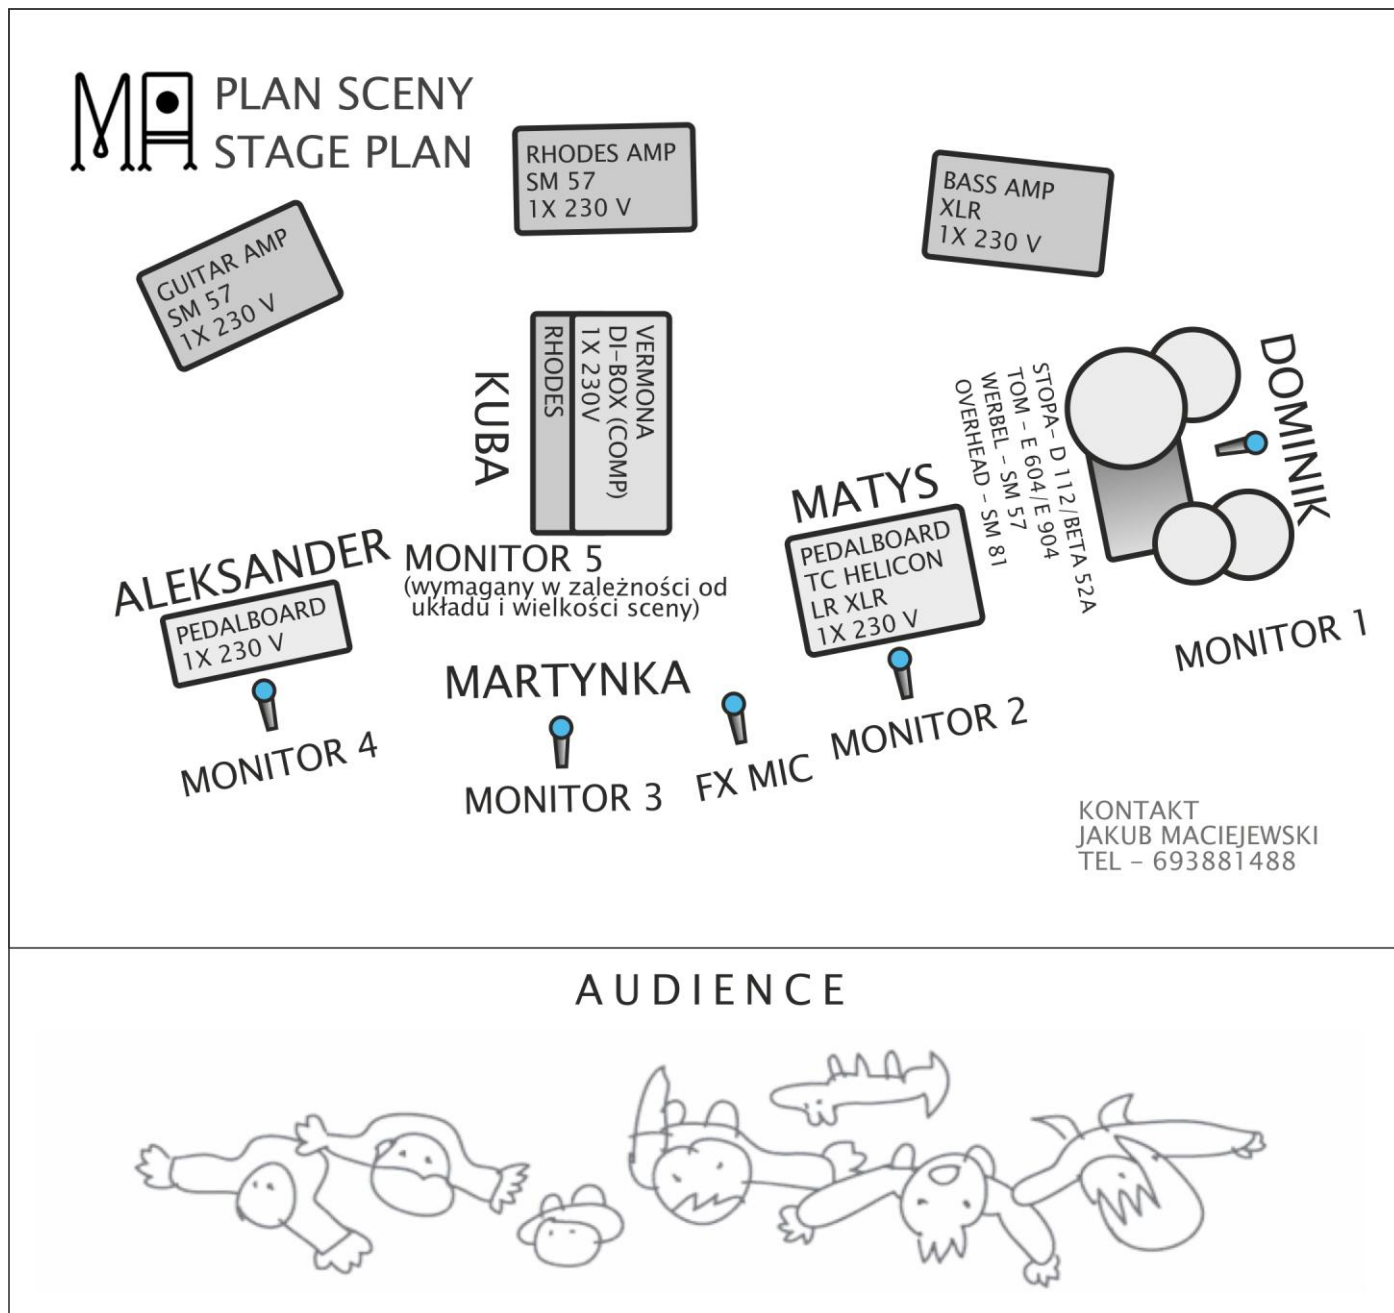 MA PLAN SCENY
STAGE PLAN
RHODES AMP
SM 57
1X 230 V
BASS AMP
XLR
1X 230 V
GUITAR AMP
SM 57
1X 230 V
KUBA
RHODES
VERMONA
DI-BOX (COMP)
1X 230V
DOMINIK
STOPA- D 112/BETA 52A
TOM - E 604/E 904
WERBEL - SM 57
OVERHEAD - SM 81
MONITOR 1
MATYS
PEDALBOARD
TC HELICON
LR XLR
1X 230 V
MONITOR 2
ALEKSANDER
PEDALBOARD
1X 230 V
MONITOR 4
MONITOR 5
(wymagany w zależności od
układu i wielkości sceny)
MARTYNKA
MONITOR 3
FX MIC
KONTAKT
JAKUB MACIEJEWSKI
TEL - 693881488
AUDIENCE